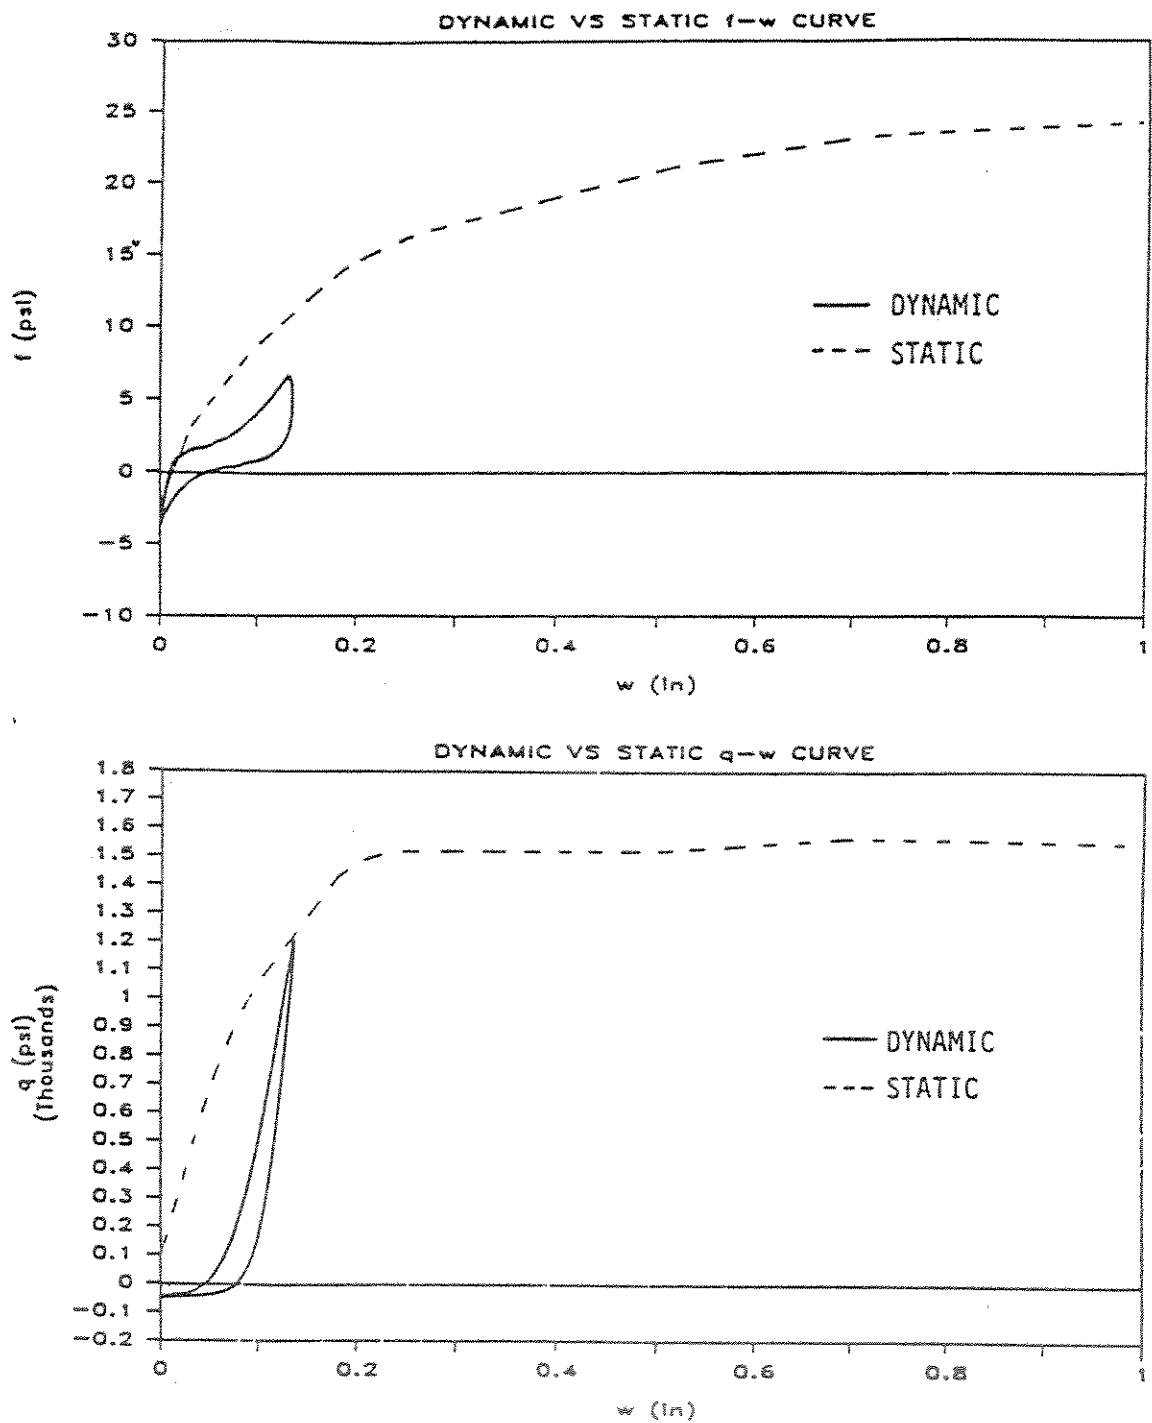 DYNAMIC VS STATIC f-w CURVE
30
25
20
15
10
5
0
-5
-10
f (psi)
DYNAMIC
STATIC
0 0.2 0.4 0.6 0.8 1
w (in)
DYNAMIC VS STATIC q-w CURVE
1.8
1.7
1.6
1.5
1.4
1.3
1.2
1.1
1
0.9
0.8
0.7
0.6
0.5
0.4
0.3
0.2
0.1
0
-0.1
-0.2
q (psi)
(Thousands)
DYNAMIC
STATIC
0 0.2 0.4 0.6 0.8 1
w (in)